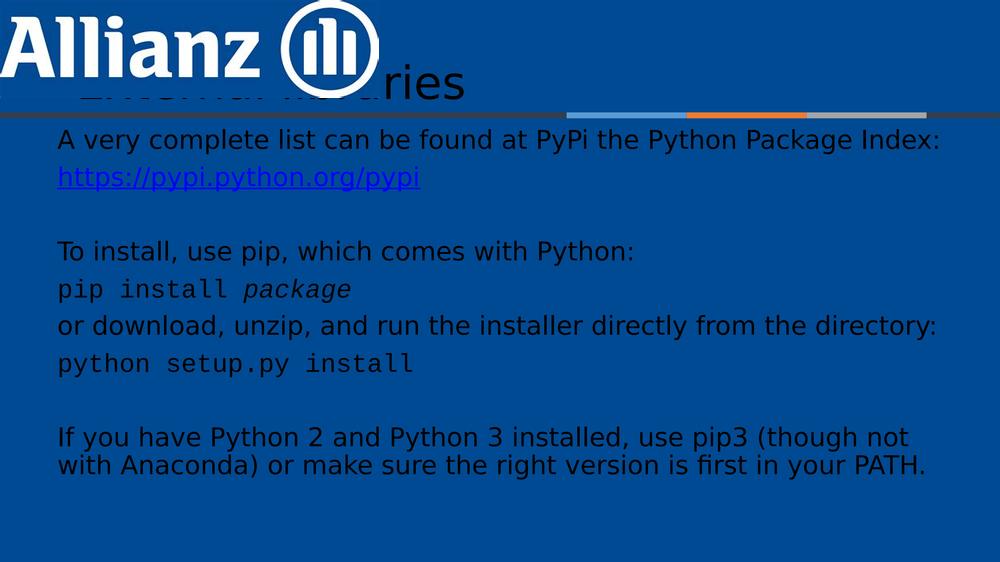 Allianz
ries
A very complete list can be found at PyPi the Python Package Index:
https://pypi.python.org/pypi
To install, use pip, which comes with Python:
pip install package
or download, unzip, and run the installer directly from the directory:
python setup.py install
If you have Python 2 and Python 3 installed, use pip3 (though not
with Anaconda) or make sure the right version is first in your PATH.